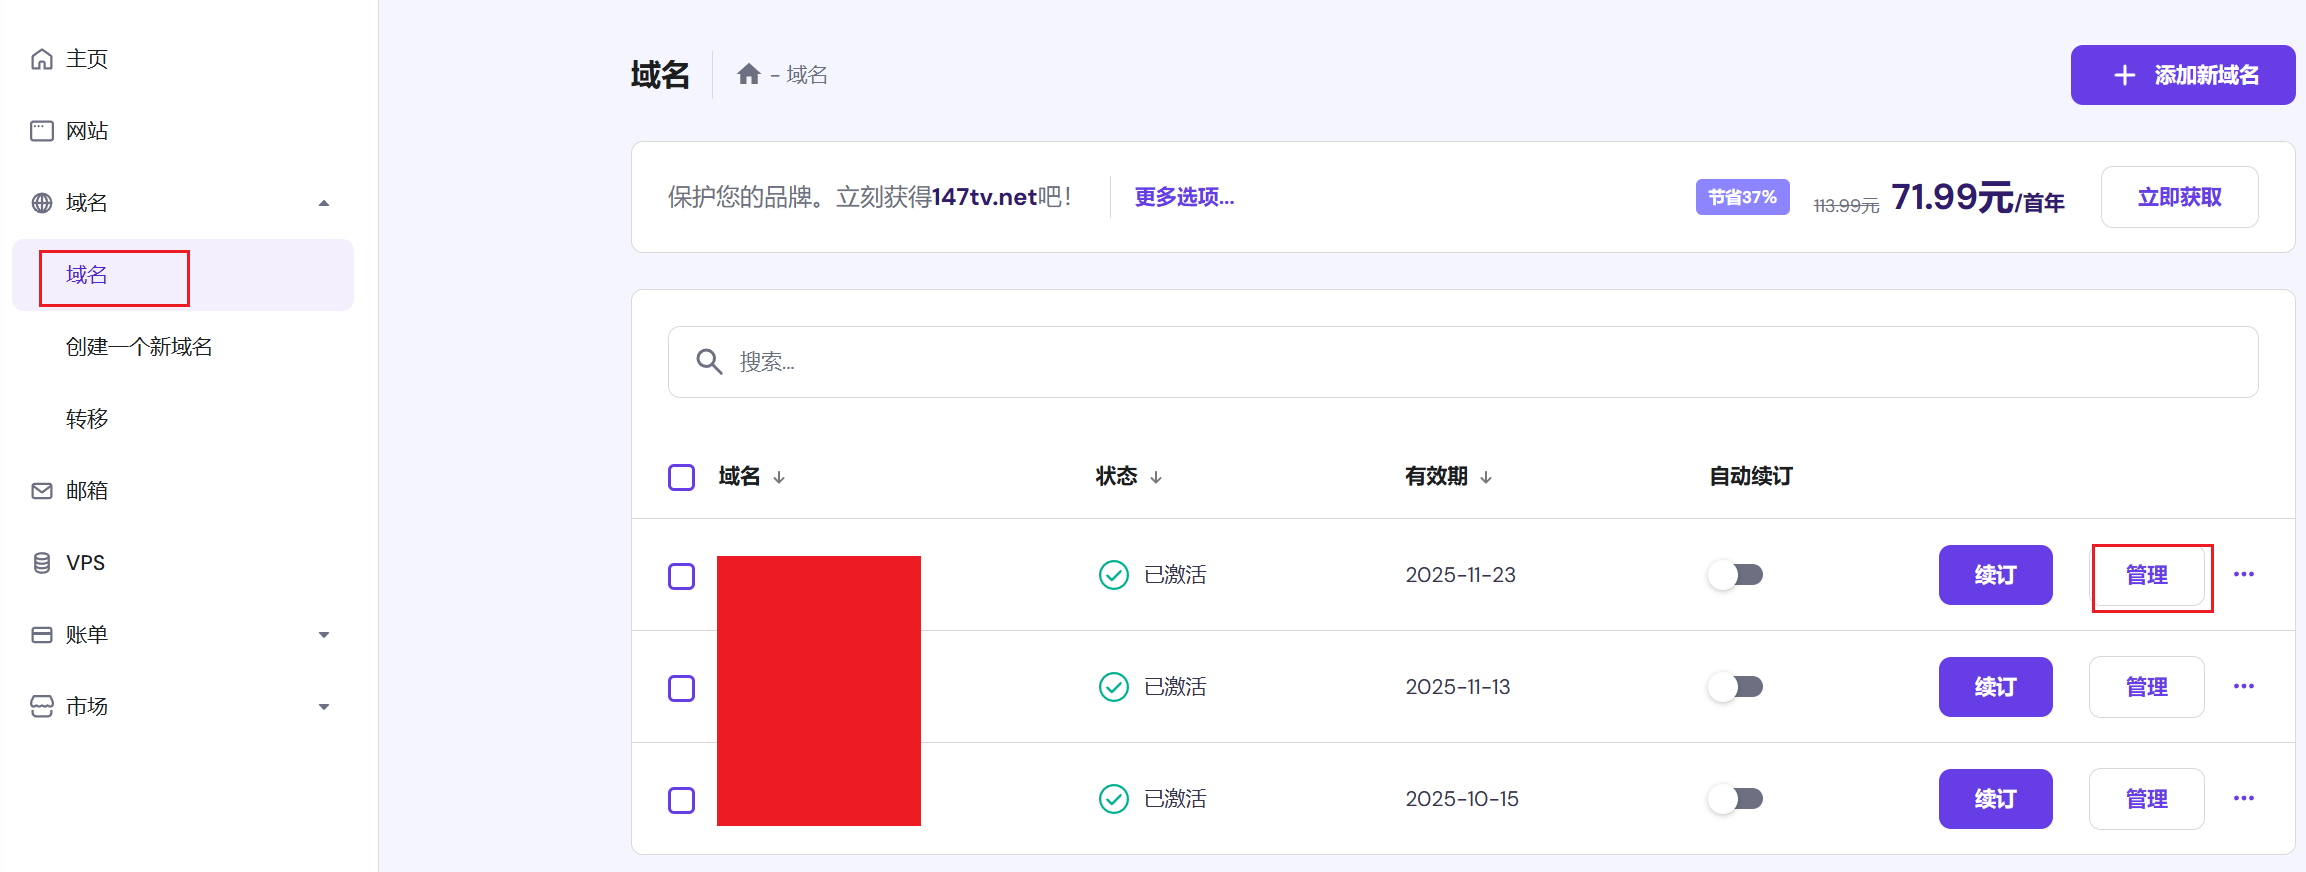 主页
网站
域名
域名
创建一个新域名
转移
邮箱
VPS
账单
市场
域名
- 域名
添加新域名
保护您的品牌。立刻获得147tv.net吧！
更多选项...
节省37%
113.99元 71.99元/首年
立即获取
搜索...
域名 状态 有效期 自动续订
已激活 2025-11-23 续订 管理
已激活 2025-11-13 续订 管理
已激活 2025-10-15 续订 管理